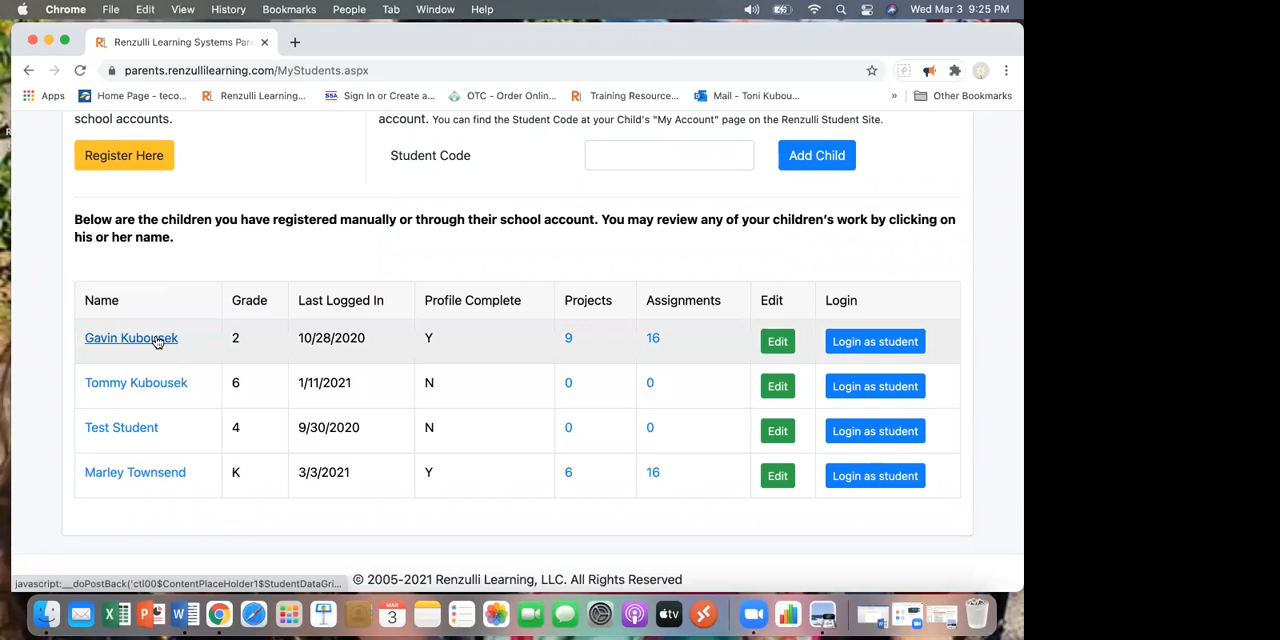 Chrome File Edit View History Bookmarks People Tab Window Help Wed Mar 3 9:25 PM
Renzulli Learning Systems Par
parents.renzullilearning.com/MyStudents.aspx
Apps Home Page - teco... Renzulli Learning... SSA Sign In or Create a... OTC - Order Onlin... Training Resource... Mail - Toni Kubou... » Other Bookmarks
school accounts.
account. You can find the Student Code at your Child's "My Account" page on the Renzulli Student Site.
Register Here
Student Code
Add Child
Below are the children you have registered manually or through their school account. You may review any of your children's work by clicking on
his or her name.
Name Grade Last Logged In Profile Complete Projects Assignments Edit Login
Gavin Kubousek 2 10/28/2020 Y 9 16 Edit Login as student
Tommy Kubousek 6 1/11/2021 N 0 0 Edit Login as student
Test Student 4 9/30/2020 N 0 0 Edit Login as student
Marley Townsend K 3/3/2021 Y 6 16 Edit Login as student
javascript:__doPostBack('ctl00$ContentPlaceHolder1$StudentDataGri...
© 2005-2021 Renzulli Learning, LLC. All Rights Reserved
MAR
3
tv